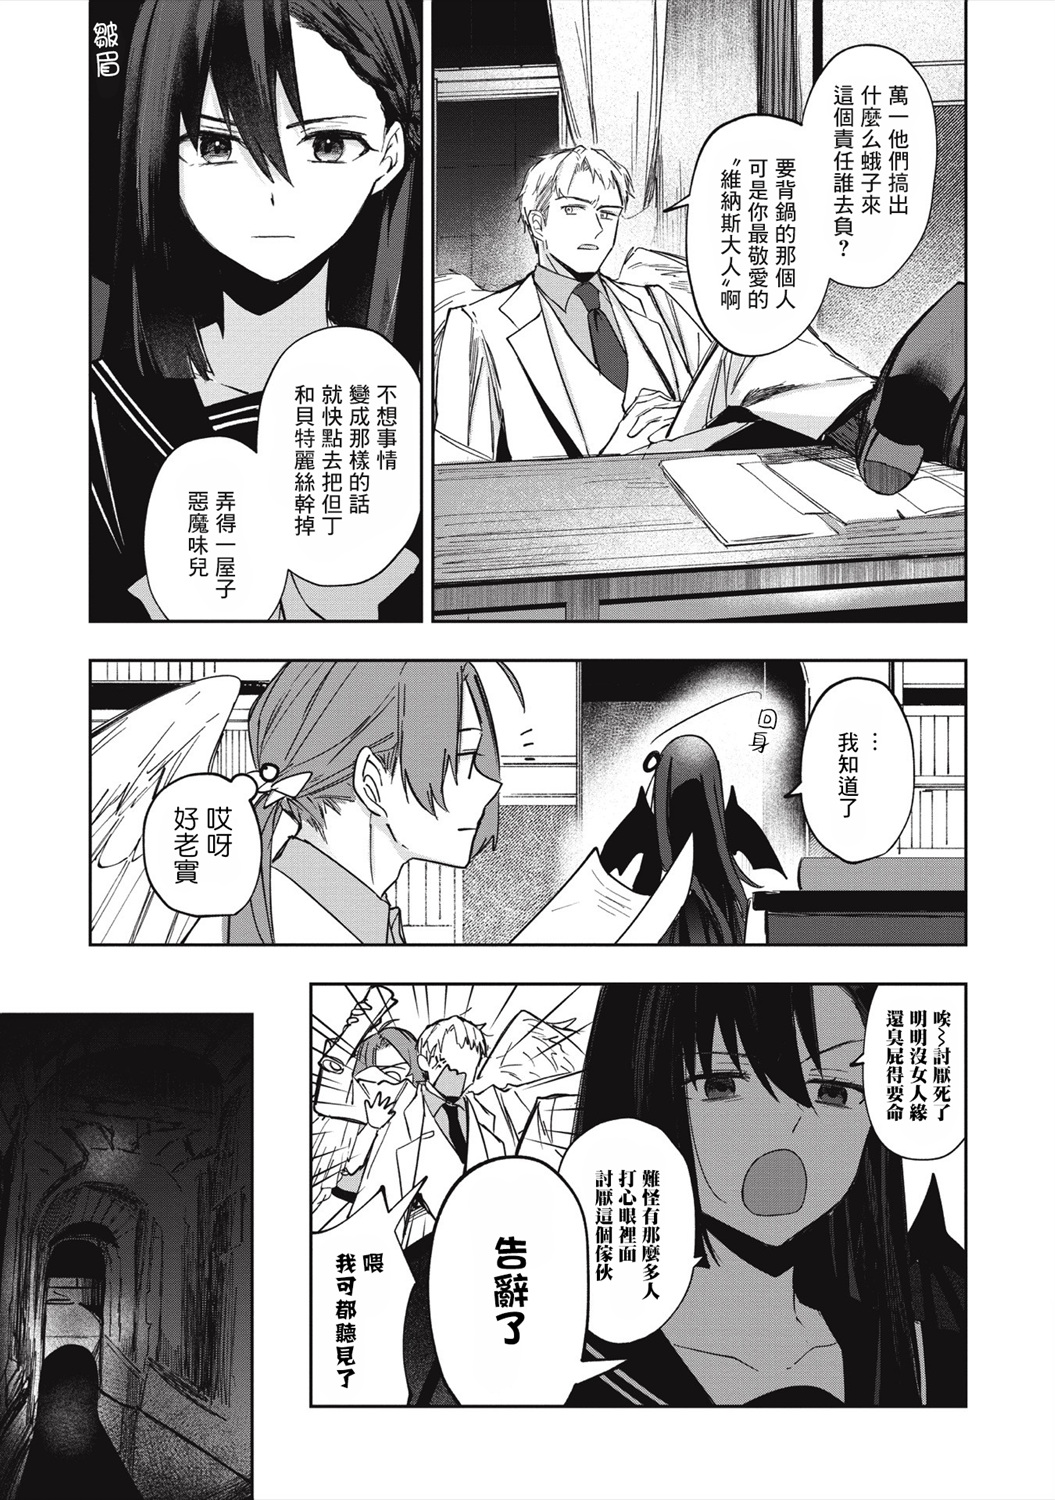 萬一他們搞出
什麼么蛾子來
這個責任誰去負？
要背鍋的那個人
可是你最敬愛的
〝維納斯大人〞啊
皺眉
不想事情
變成那樣的話
就快點去把但丁
和貝特麗絲幹掉
弄得一屋子
惡魔味兒
…
我知道了
回身
哎呀
好老實
唉～討厭死了
明明沒女人緣
還臭屁得要命
難怪有那麼多人
打心眼裡面
討厭這個傢伙
告辭了
喂
我可都聽見了